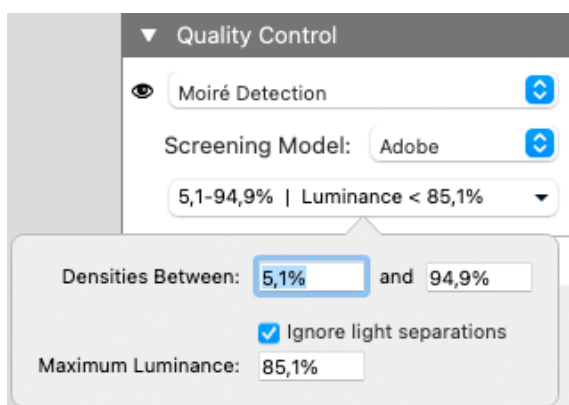 Quality Control
Moiré Detection
Screening Model: Adobe
5,1-94,9% | Luminance < 85,1%
Densities Between: 5,1% and 94,9%
Ignore light separations
Maximum Luminance: 85,1%